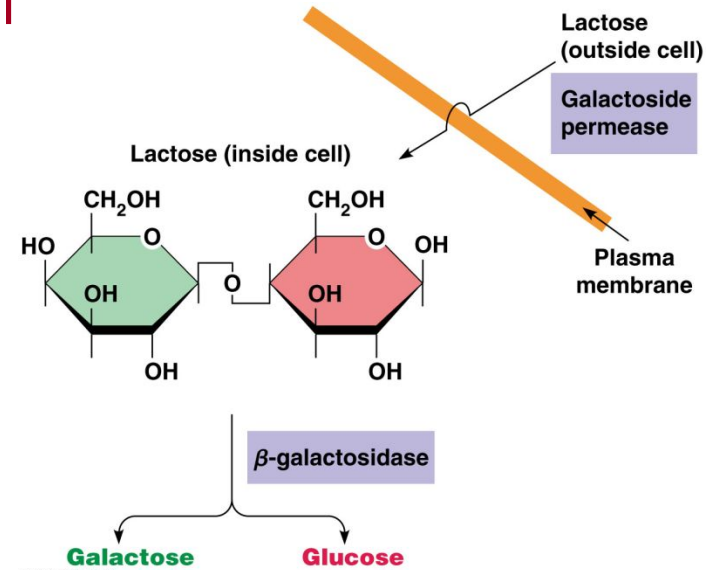 Lactose
(outside cell)
Galactoside
permease
Lactose (inside cell)
Plasma
membrane
CH₂OH
CH₂OH
HO
O
OH
O
OH
O
OH
OH
OH
OH
β-galactosidase
Galactose
Glucose